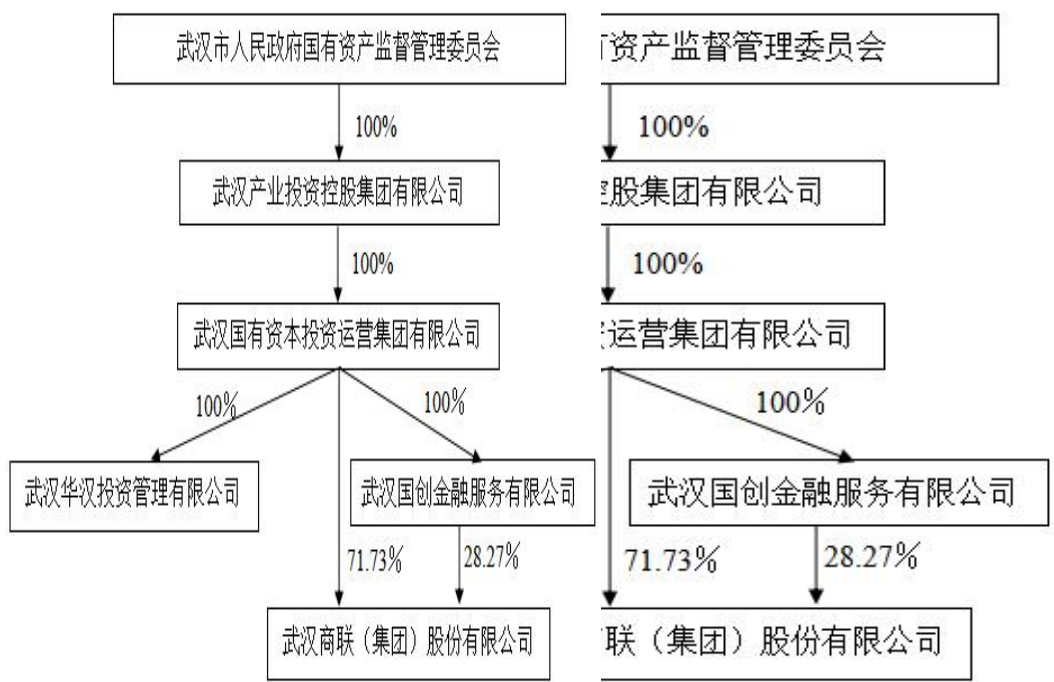 武汉市人民政府国有资产监督管理委员会
资产监督管理委员会
100%
100%
武汉产业投资控股集团有限公司
控股集团有限公司
100%
100%
武汉国有资本投资运营集团有限公司
运营集团有限公司
100%
100%
100%
武汉华汉投资管理有限公司
武汉国创金融服务有限公司
武汉国创金融服务有限公司
71.73%
28.27%
71.73%
28.27%
武汉商联（集团）股份有限公司
联（集团）股份有限公司